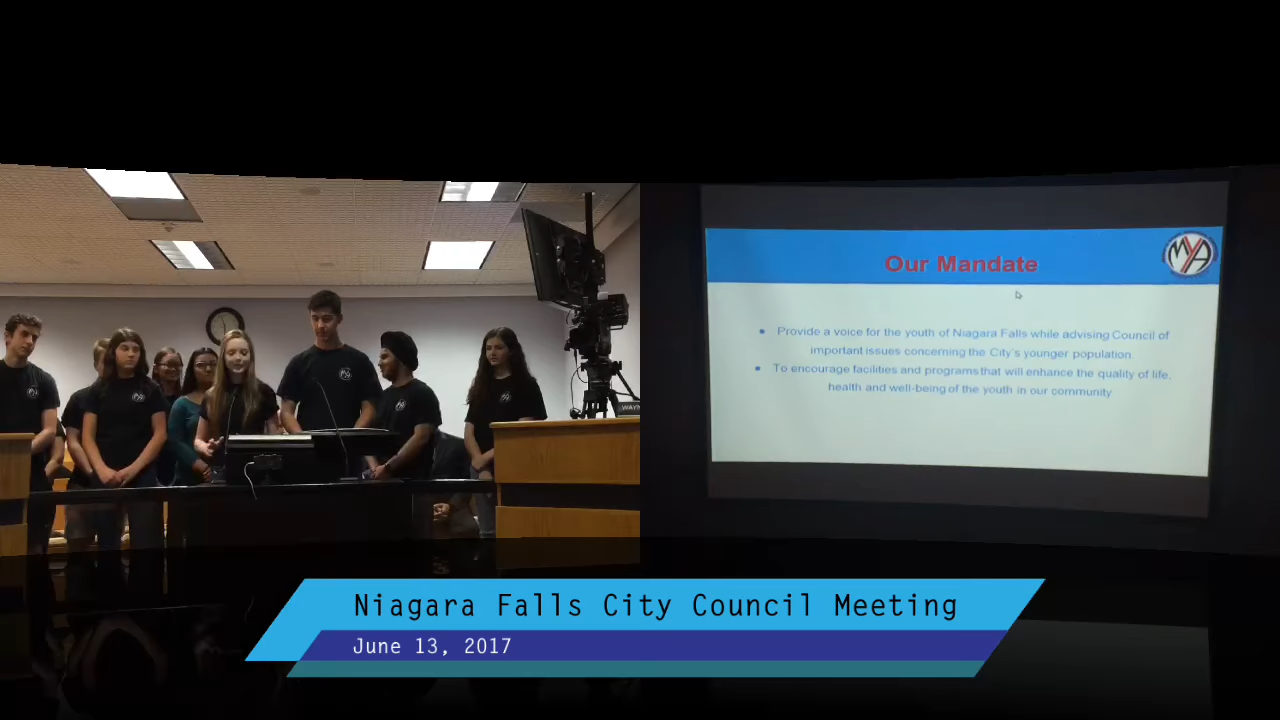 Our Mandate
MYA
● Provide a voice for the youth of Niagara Falls while advising Council of
important issues concerning the City's younger population.
● To encourage facilities and programs that will enhance the quality of life,
health and well-being of the youth in our community
WAYN
Niagara Falls City Council Meeting
June 13, 2017